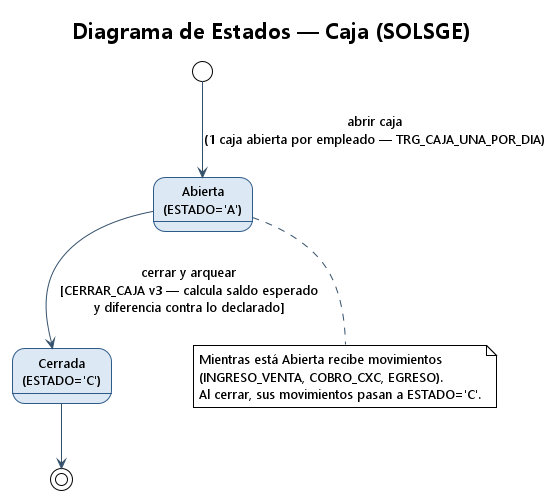 Diagrama de Estados — Caja (SOLSGE)
abrir caja
(1 caja abierta por empleado — TRG_CAJA_UNA_POR_DIA)
Abierta
(ESTADO='A')
cerrar y arquear
[CERRAR_CAJA v3 — calcula saldo esperado
y diferencia contra lo declarado]
Cerrada
(ESTADO='C')
Mientras está Abierta recibe movimientos
(INGRESO_VENTA, COBRO_CXC, EGRESO).
Al cerrar, sus movimientos pasan a ESTADO='C'.